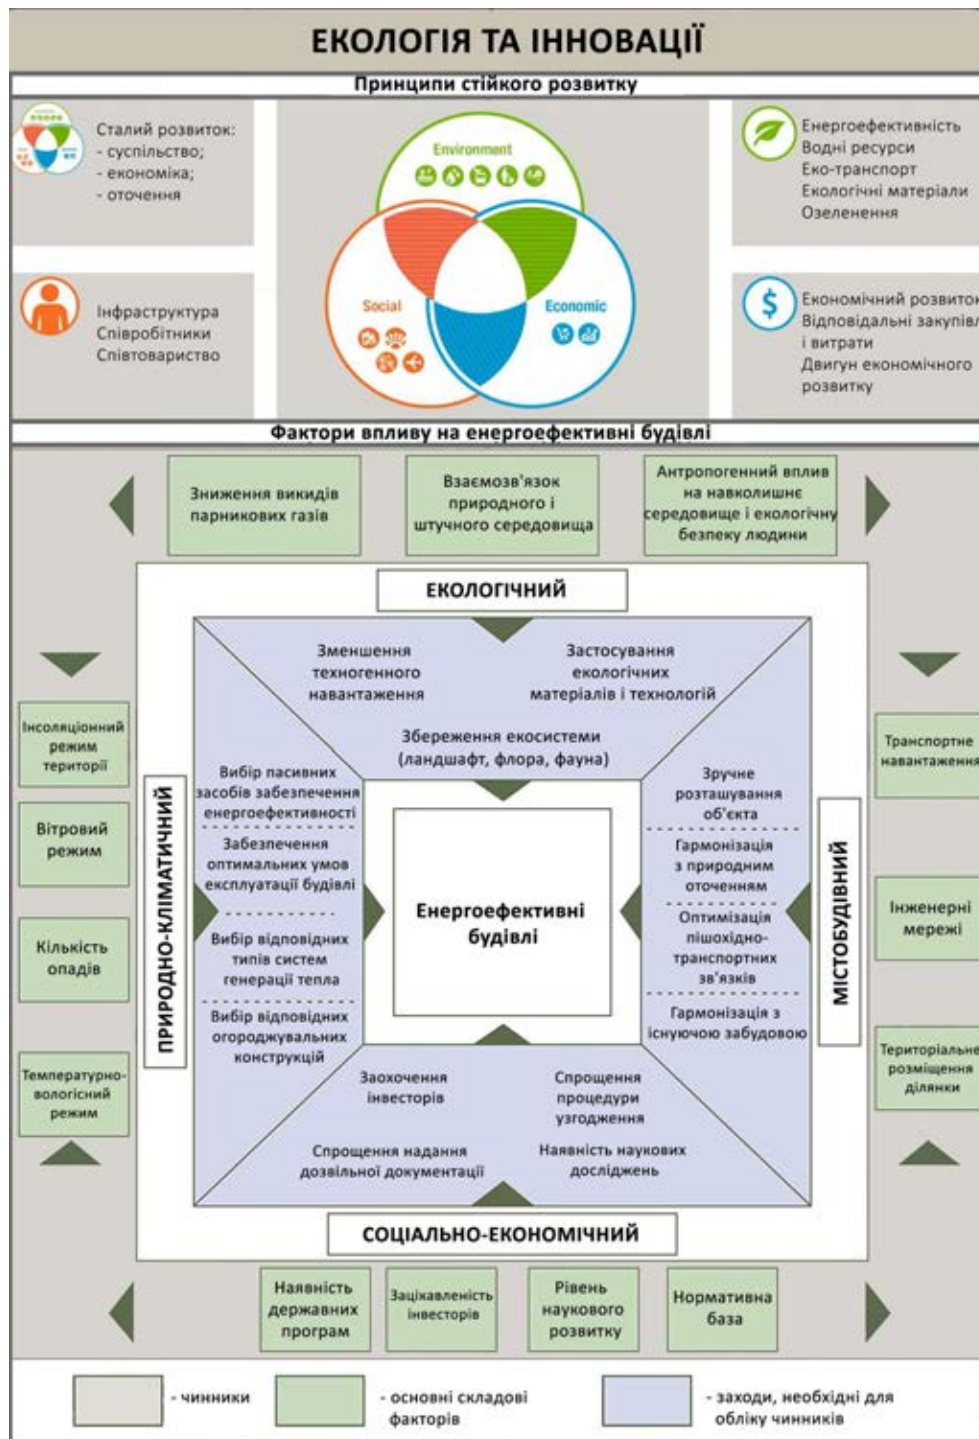 ЕКОЛОГІЯ ТА ІННОВАЦІЇ
Принципи стійкого розвитку
Сталий розвиток:
- суспільство;
- економіка;
- оточення
Environment
Social
Economic
Енергоефективність
Водні ресурси
Еко-транспорт
Екологічні матеріали
Озеленення
Інфраструктура
Співробітники
Співтовариство
$
Економічний розвиток
Відповідальні закупівл
і витрати
Двигун економічного
розвитку
Фактори впливу на енергоефективні будівлі
Зниження викидів
парникових газів
Взаємозв'язок
природного і
штучного середовища
Антропогенний вплив
на навколишнє
середовище і екологічну
безпеку людини
ЕКОЛОГІЧНИЙ
Зменшення
техногенного
навантаження
Застосування
екологічних
матеріалів і технологій
Збереження екосистеми
(ландшафт, флора, фауна)
Інсоляційний
режим
території
Вітровий
режим
Кількість
опадів
Температурно-
вологісний
режим
ПРИРОДНО-КЛІМАТИЧНИЙ
Вибір пасивних
засобів забезпечення
енергоефективності
Забезпечення
оптимальних умов
експлуатації будівлі
Вибір відповідних
типів систем
генерації тепла
Вибір відповідних
огороджувальних
конструкцій
Енергоефективні
будівлі
Зручне
розташування
об'єкта
Гармонізація
з природним
оточенням
Оптимізація
пішохідно-
транспортних
зв'язків
Гармонізація з
існуючою забудовою
МІСТОБУДІВНИЙ
Транспортне
навантаження
Інженерні
мережі
Територіальне
розміщення
ділянки
Заохочення
інвесторів
Спрощення
процедури
узгодження
Спрощення надання
дозвільної документації
Наявність наукових
досліджень
СОЦІАЛЬНО-ЕКОНОМІЧНИЙ
Наявність
державних
програм
Зацікавленість
інвесторів
Рівень
наукового
розвитку
Нормативна
база
- чинники
- основні складові
факторів
- заходи, необхідні для
обліку чинників